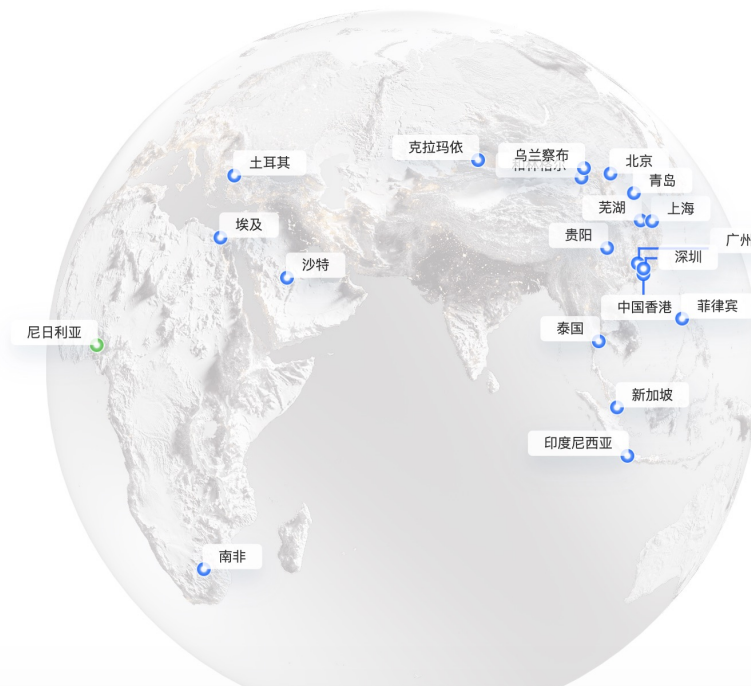 克拉玛依
乌兰察布
北京
土耳其
青岛
芜湖
上海
埃及
贵阳
广州
深圳
沙特
中国香港
菲律宾
尼日利亚
泰国
新加坡
印度尼西亚
南非